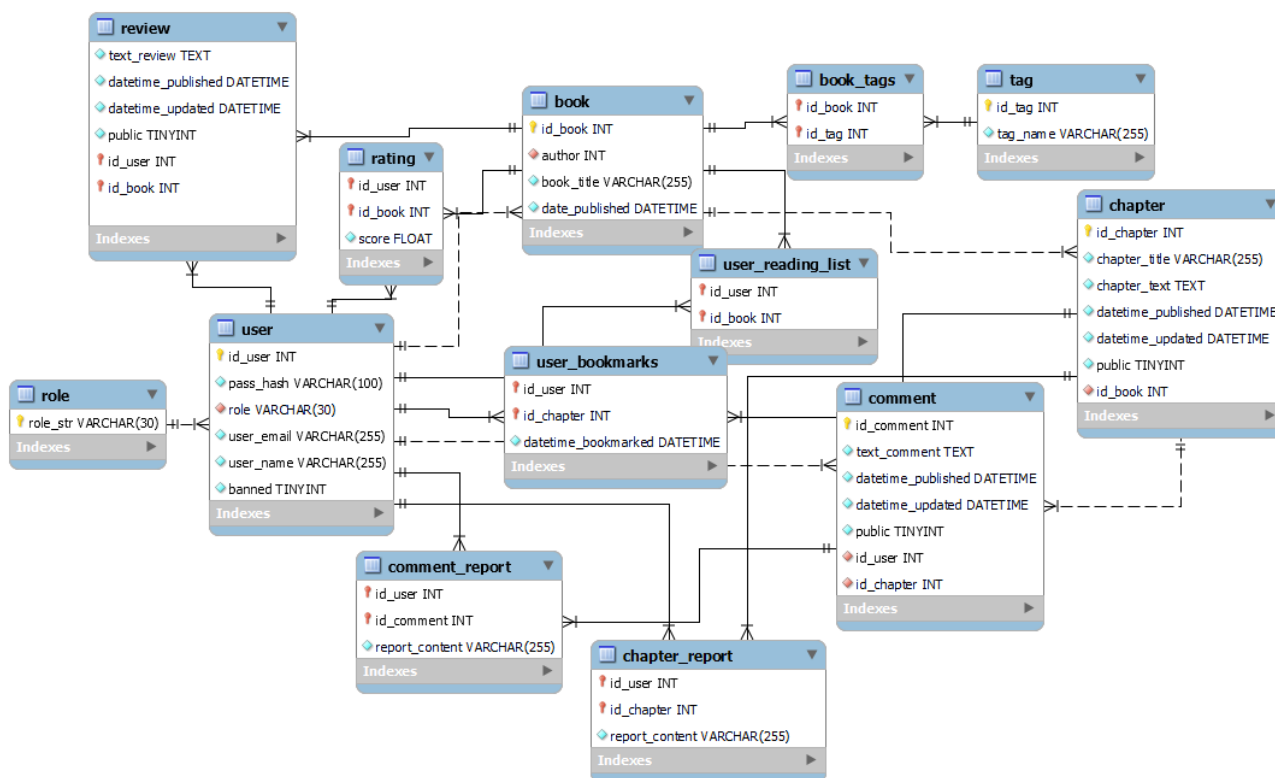 review
text_review TEXT
datetime_published DATETIME
datetime_updated DATETIME
public TINYINT
id_user INT
id_book INT
Indexes
rating
id_user INT
id_book INT
score FLOAT
Indexes
book
id_book INT
author INT
book_title VARCHAR(255)
date_published DATETIME
Indexes
book_tags
id_book INT
id_tag INT
Indexes
tag
id_tag INT
tag_name VARCHAR(255)
Indexes
chapter
id_chapter INT
chapter_title VARCHAR(255)
chapter_text TEXT
datetime_published DATETIME
datetime_updated DATETIME
public TINYINT
id_book INT
Indexes
user_reading_list
id_user INT
id_book INT
Indexes
user
id_user INT
pass_hash VARCHAR(100)
role VARCHAR(30)
user_email VARCHAR(255)
user_name VARCHAR(255)
banned TINYINT
Indexes
role
role_str VARCHAR(30)
Indexes
user_bookmarks
id_user INT
id_chapter INT
datetime_bookmarked DATETIME
Indexes
comment
id_comment INT
text_comment TEXT
datetime_published DATETIME
datetime_updated DATETIME
public TINYINT
id_user INT
id_chapter INT
Indexes
comment_report
id_user INT
id_comment INT
report_content VARCHAR(255)
Indexes
chapter_report
id_user INT
id_chapter INT
report_content VARCHAR(255)
Indexes